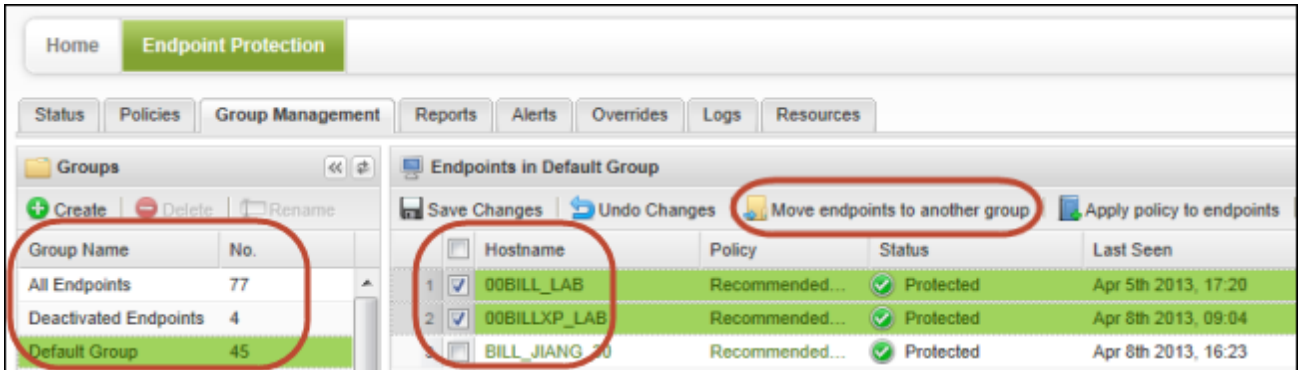 Home Endpoint Protection
Status Policies Group Management Reports Alerts Overrides Logs Resources
Groups
Create Delete Rename
Group Name No.
All Endpoints 77
Deactivated Endpoints 4
Default Group 45
Endpoints in Default Group
Save Changes Undo Changes Move endpoints to another group Apply policy to endpoints
Hostname Policy Status Last Seen
1 00BILL_LAB Recommended... Protected Apr 5th 2013, 17:20
2 00BILLXP_LAB Recommended... Protected Apr 8th 2013, 09:04
3 BILL_JIANG_30 Recommended... Protected Apr 8th 2013, 16:23